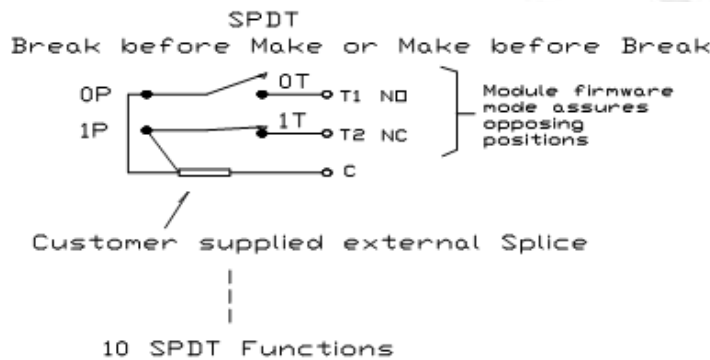 SPDT
Break before Make or Make before Break
0P
0T
T1 NO
1P
1T
T2 NC
C
Module firmware
mode assures
opposing
positions
Customer supplied external Splice
10 SPDT Functions